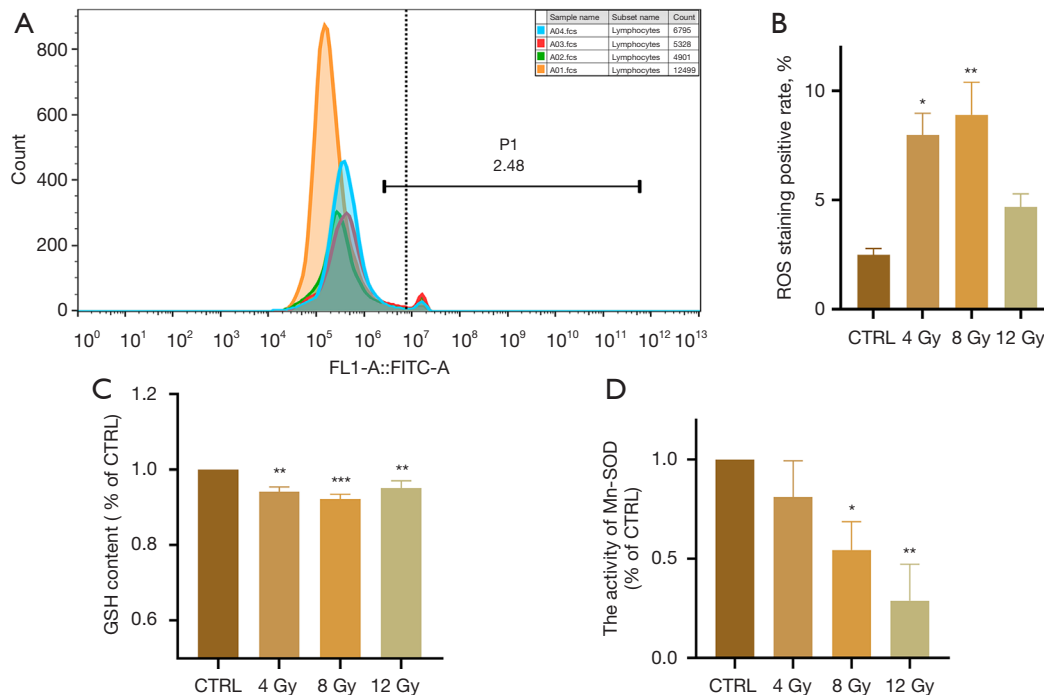 A
Sample name Subset name Count
A04.fcs Lymphocytes 6795
A03.fcs Lymphocytes 5328
A02.fcs Lymphocytes 4901
A01.fcs Lymphocytes 12499
800
600
400
200
0
Count
P1
2.48
10⁰ 10¹ 10² 10³ 10⁴ 10⁵ 10⁶ 10⁷ 10⁸ 10⁹ 10¹⁰ 10¹¹ 10¹² 10¹³
FL1-A::FITC-A
B
ROS staining positive rate, %
10
5
0
* **
CTRL 4 Gy 8 Gy 12 Gy
C
GSH content ( % of CTRL)
1.2
1.0
0.8
0.6
** *** **
CTRL 4 Gy 8 Gy 12 Gy
D
The activity of Mn-SOD
(% of CTRL)
1.0
0.5
0.0
* **
CTRL 4 Gy 8 Gy 12 Gy